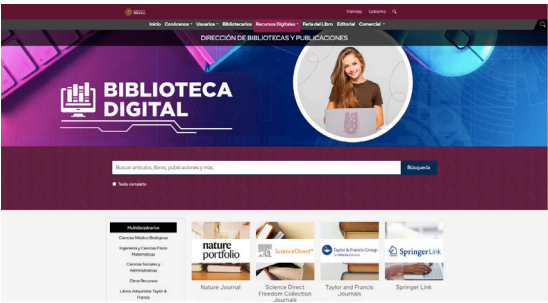 Trámites Gobierno
Inicio Conócenos Usuarios Bibliotecarios Recursos Digitales Feria del Libro Editorial Comercial
DIRECCIÓN DE BIBLIOTECAS Y PUBLICACIONES
BIBLIOTECA
DIGITAL
Buscar artículos, libros, publicaciones y más
Búsqueda
Texto completo
Multidisciplinarios
Ciencias Médico Biológicas
Ingeniería y Ciencias Físico
Matemáticas
Ciencias Sociales y
Administrativas
Otros Recursos
Libros Adquiridos Taylor &
Francis
nature
portfolio
Nature Journal
ScienceDirect
Science Direct
Freedom Collection
Journals
Taylor & Francis Group
Taylor and Francis
Journals
Springer Link
Springer Link